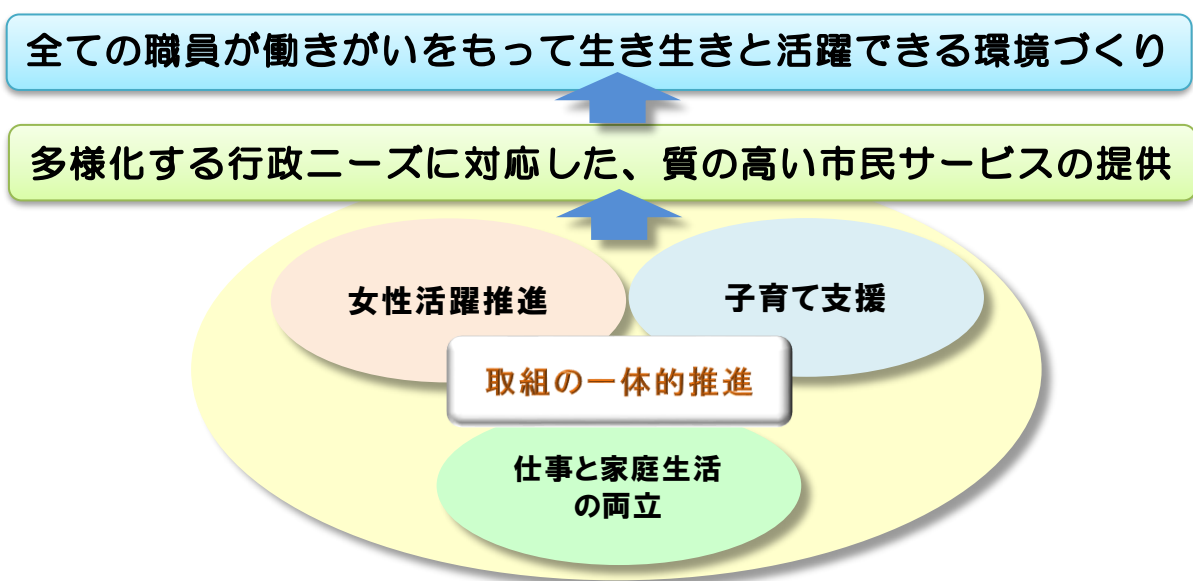 全ての職員が働きがいをもって生き生きと活躍できる環境づくり
多様化する行政ニーズに対応した、質の高い市民サービスの提供
女性活躍推進
子育て支援
取組の一体的推進
仕事と家庭生活
の両立